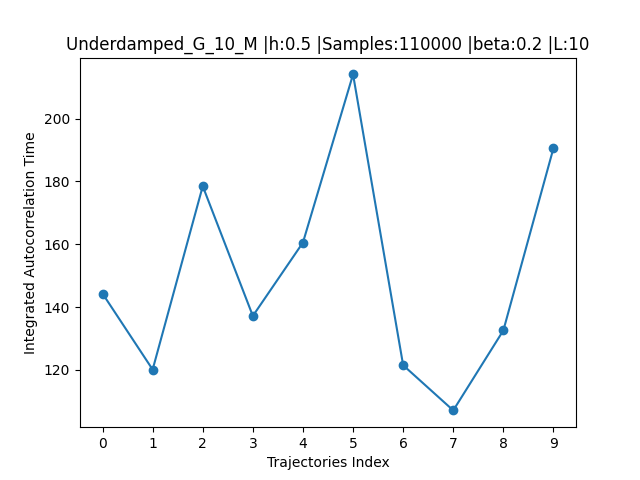 Underdamped_G_10_M |h:0.5 |Samples:110000 |beta:0.2 |L:10
Integrated Autocorrelation Time
200
180
160
140
120
0 1 2 3 4 5 6 7 8 9
Trajectories Index